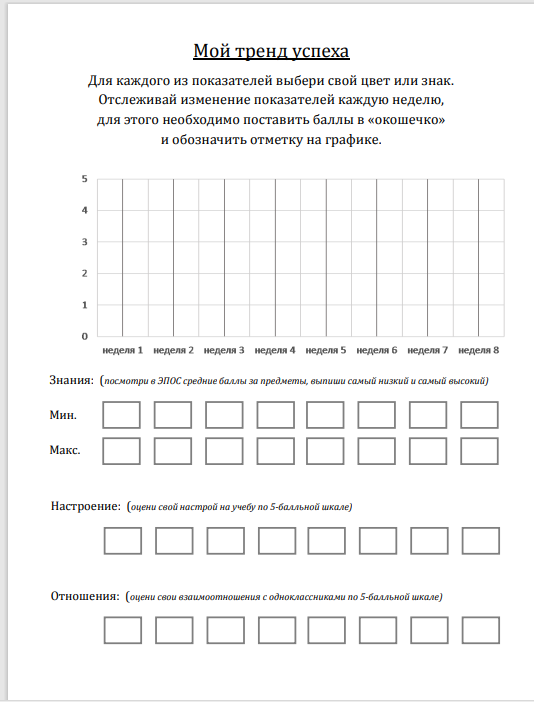 Мой тренд успеха
Для каждого из показателей выбери свой цвет или знак.
Отслеживай изменение показателей каждую неделю,
для этого необходимо поставить баллы в «окошечко»
и обозначить отметку на графике.
5
4
3
2
1
0
неделя 1 неделя 2 неделя 3 неделя 4 неделя 5 неделя 6 неделя 7 неделя 8
Знания: (посмотри в ЭПОС средние баллы за предметы, выпиши самый низкий и самый высокий)
Мин.
Макс.
Настроение: (оцени свой настрой на учебу по 5-балльной шкале)
Отношения: (оцени свои взаимоотношения с одноклассниками по 5-балльной шкале)